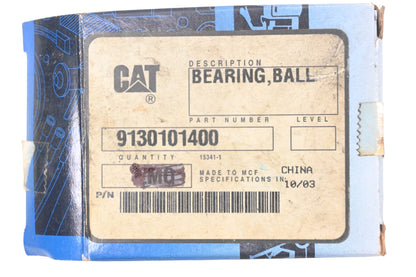 DESCRIPTION
CAT
®
BEARING,BALL
PART NUMBER
LEVEL
9130101400
QUANTITY
15341-1
MADE TO MCF
SPECIFICATIONS IN:
CHINA
10/03
P/N